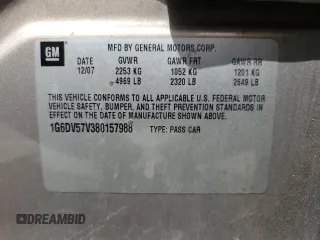 GM
MFD BY GENERAL MOTORS CORP.
DATE GVWR GAWR FRT GAWR RR
12/07 2253 KG 1052 KG 1201 KG
4969 LB 2320 LB 2649 LB
THIS VEHICLE CONFORMS TO ALL APPLICABLE U.S. FEDERAL MOTOR
VEHICLE SAFETY, BUMPER, AND THEFT PREVENTION STANDARDS IN
EFFECT ON THE DATE OF MANUFACTURE SHOWN ABOVE.
1G6DV57V380157988 TYPE: PASS CAR
DREAMBID